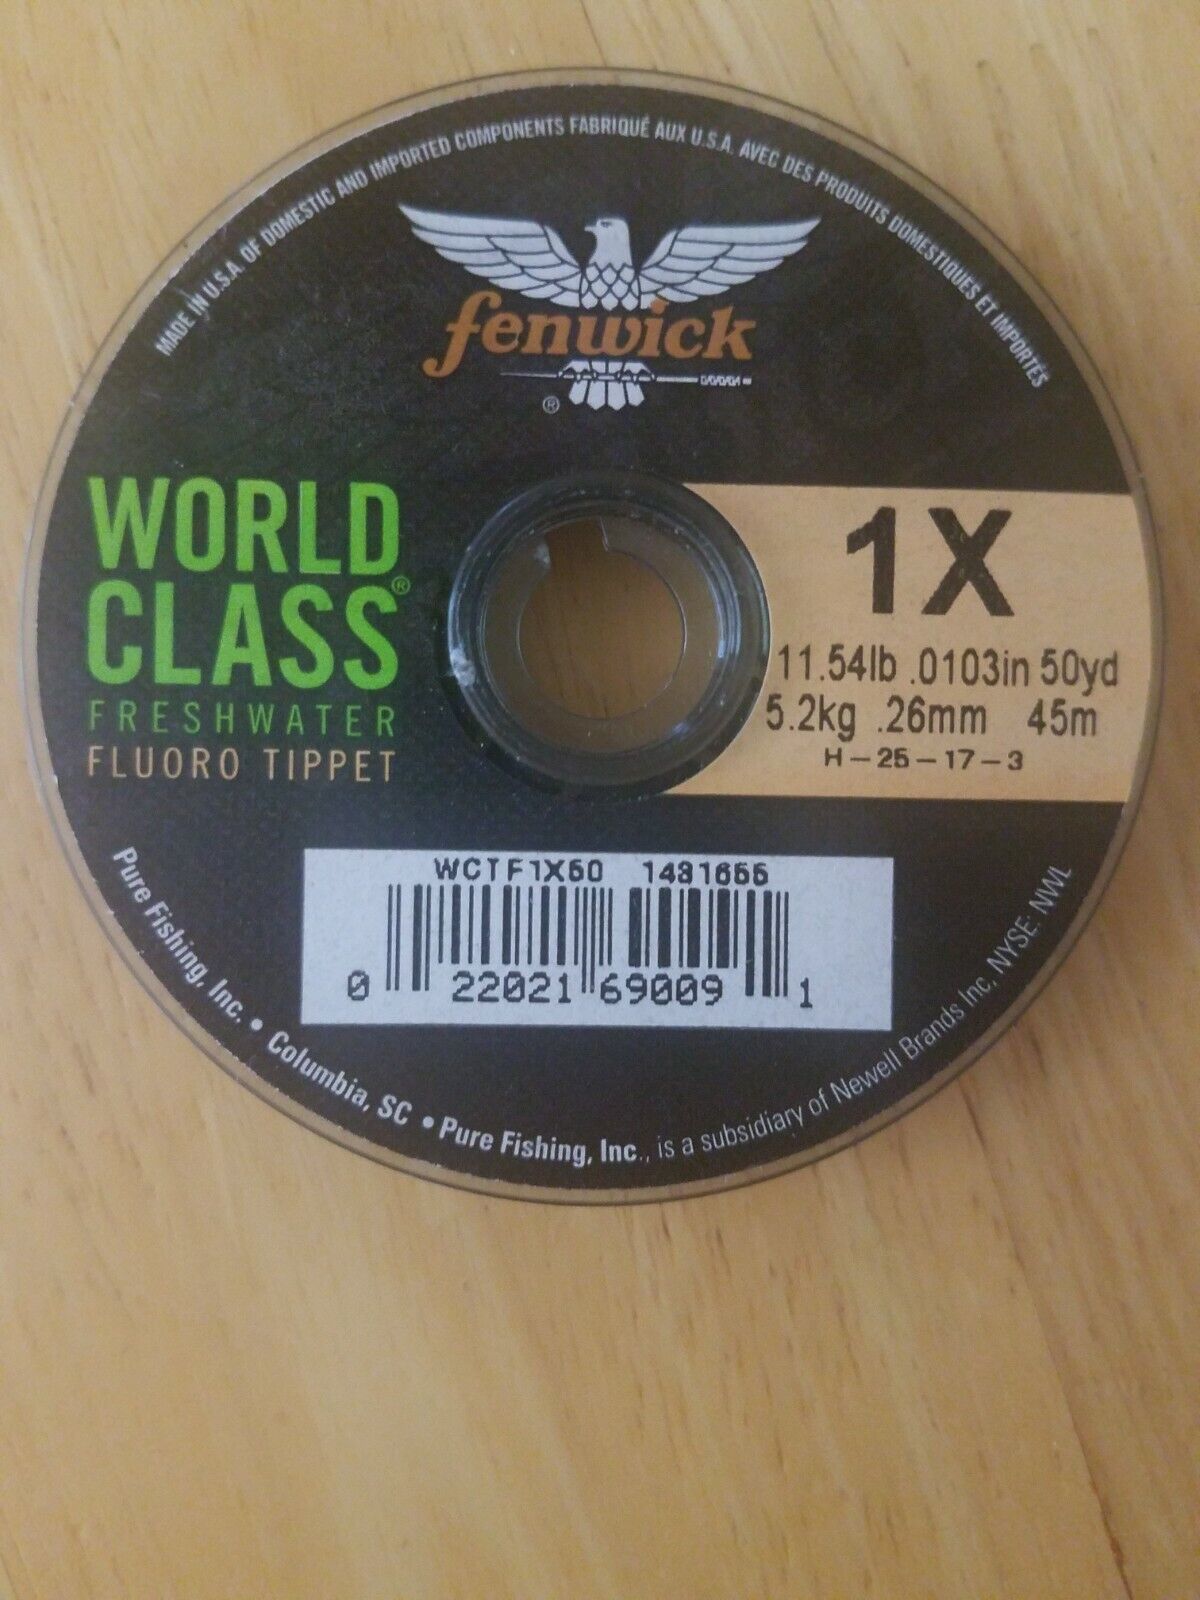 MADE IN U.S.A. OF DOMESTIC AND IMPORTED COMPONENTS FABRIQUÉ AUX U.S.A. AVEC DES PRODUITS DOMESTIQUES ET IMPORTÉS
fenwick
®
WORLD
CLASS®
FRESHWATER
FLUORO TIPPET
1X
11.54lb .0103in 50yd
5.2kg .26mm 45m
H-25-17-3
WCTF1X50 1431655
0 22021 69009 1
Pure Fishing, Inc. • Columbia, SC • Pure Fishing, Inc., is a subsidiary of Newell Brands Inc, NYSE: NWL